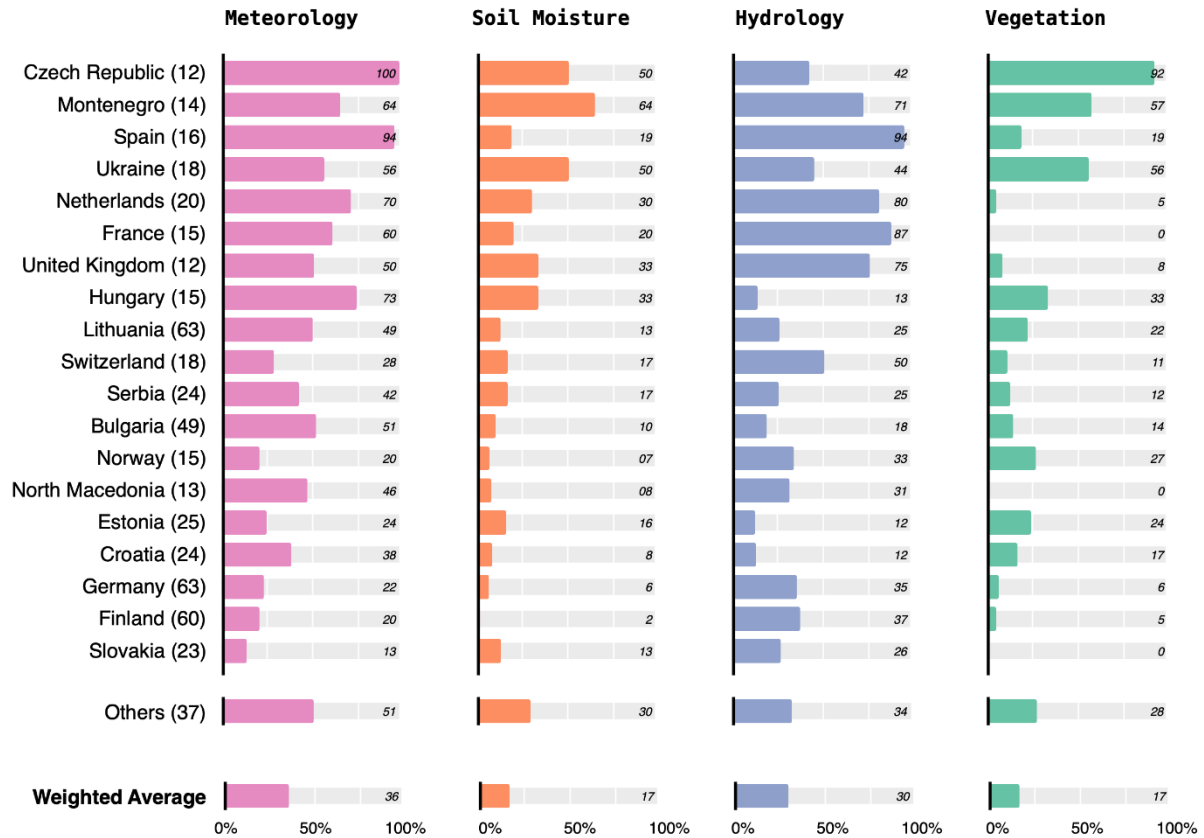 Meteorology Soil Moisture Hydrology Vegetation
Czech Republic (12) 100 50 42 92
Montenegro (14) 64 64 71 57
Spain (16) 94 19 94 19
Ukraine (18) 56 50 44 56
Netherlands (20) 70 30 80 5
France (15) 60 20 87 0
United Kingdom (12) 50 33 75 8
Hungary (15) 73 33 13 33
Lithuania (63) 49 13 25 22
Switzerland (18) 28 17 50 11
Serbia (24) 42 17 25 12
Bulgaria (49) 51 10 18 14
Norway (15) 20 07 33 27
North Macedonia (13) 46 08 31 0
Estonia (25) 24 16 12 24
Croatia (24) 38 8 12 17
Germany (63) 22 6 35 6
Finland (60) 20 2 37 5
Slovakia (23) 13 13 26 0
Others (37) 51 30 34 28
Weighted Average 36 17 30 17
0% 50% 100% 0% 50% 100% 0% 50% 100% 0% 50% 100%